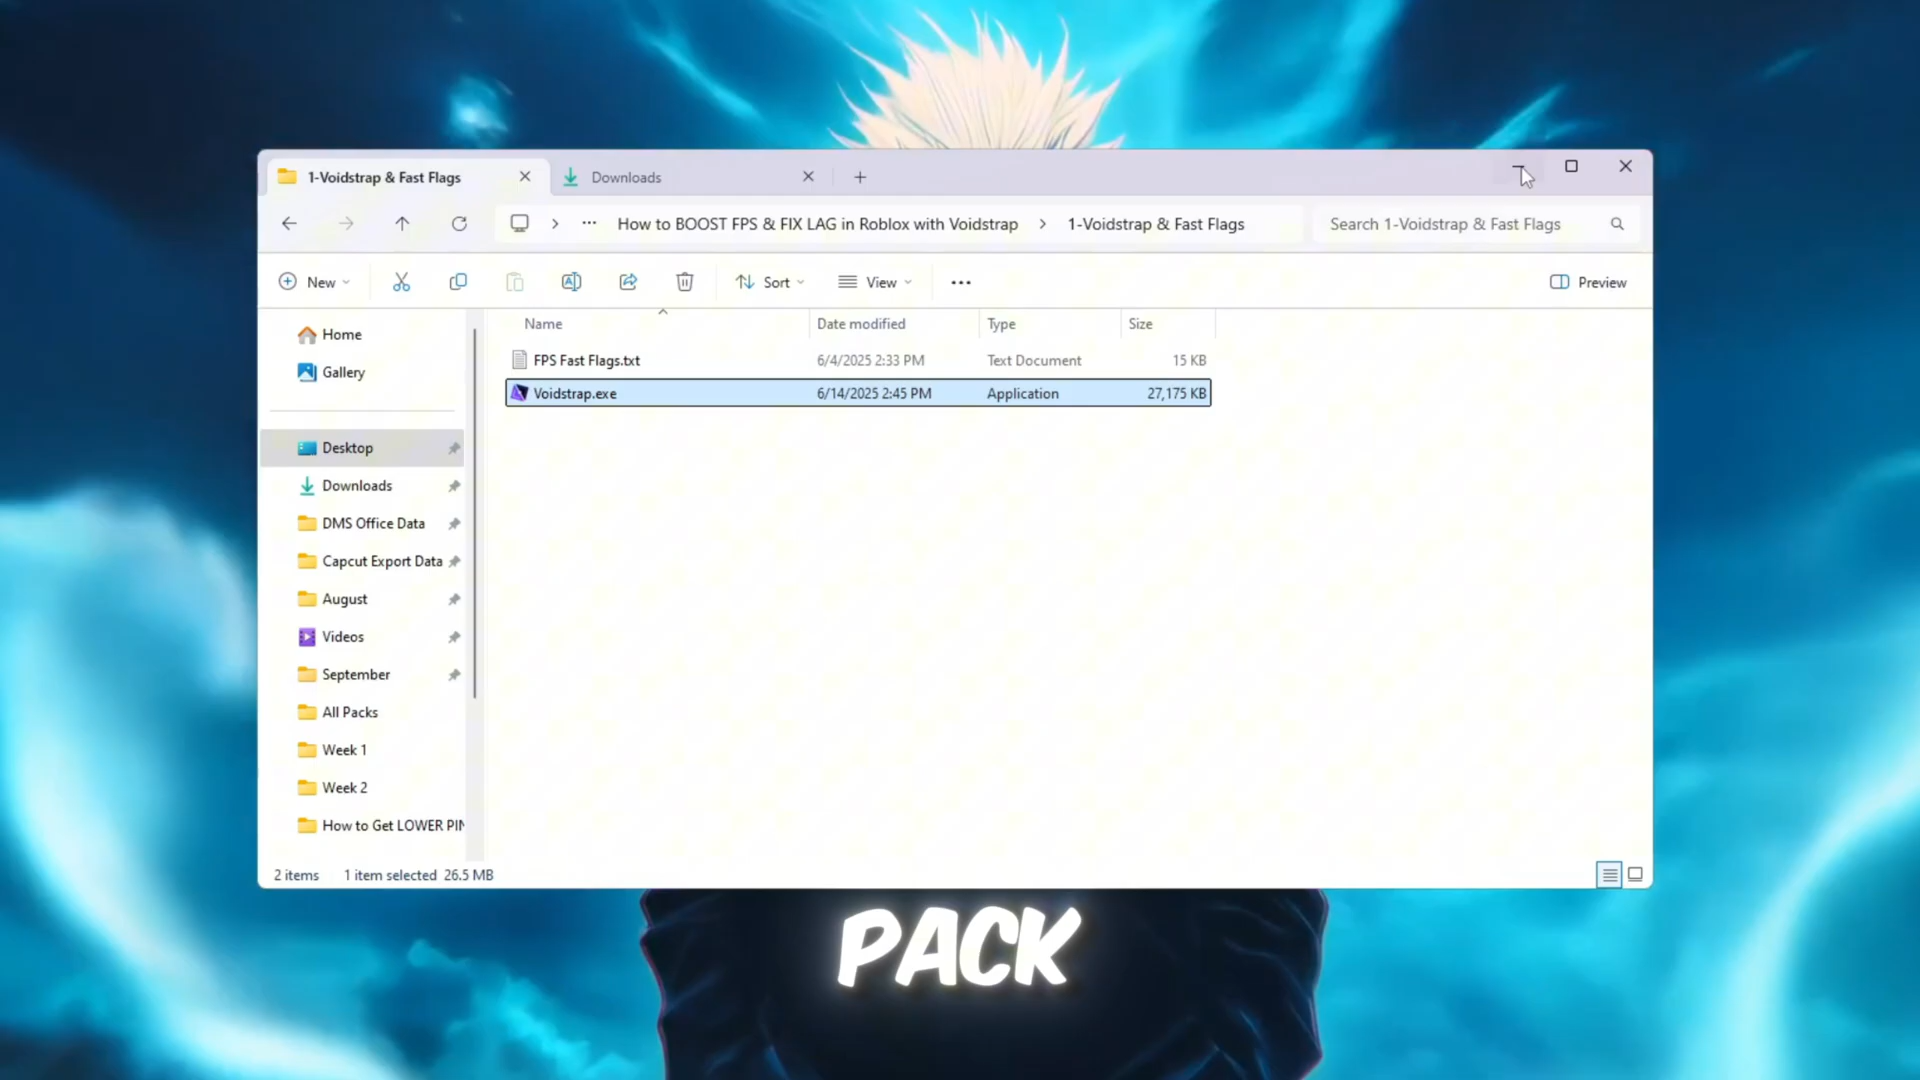 1-Voidstrap & Fast Flags
Downloads
How to BOOST FPS & FIX LAG in Roblox with Voidstrap
1-Voidstrap & Fast Flags
Search 1-Voidstrap & Fast Flags
New
Sort
View
Preview
Home
Gallery
Desktop
Downloads
DMS Office Data
Capcut Export Data
August
Videos
September
All Packs
Week 1
Week 2
How to Get LOWER PIN
Name
Date modified
Type
Size
FPS Fast Flags.txt 6/4/2025 2:33 PM Text Document 15 KB
Voidstrap.exe 6/14/2025 2:45 PM Application 27,175 KB
2 items 1 item selected 26.5 MB
PACK